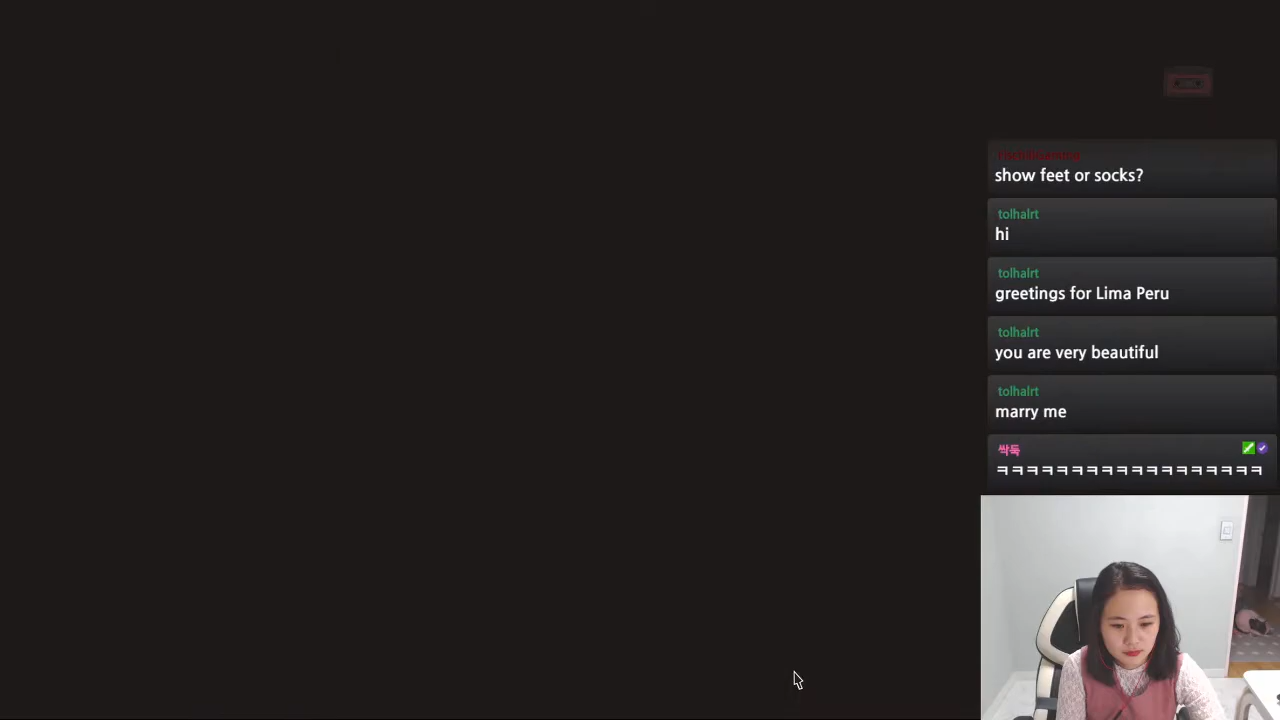 show feet or socks?
tolhalrt
hi
tolhalrt
greetings for Lima Peru
tolhalrt
you are very beautiful
tolhalrt
marry me
싹둑
ㅋㅋㅋㅋㅋㅋㅋㅋㅋㅋㅋㅋㅋㅋㅋㅋㅋㅋ